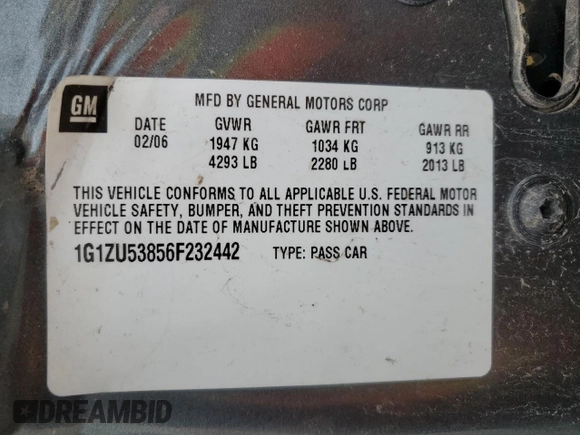 GM
MFD BY GENERAL MOTORS CORP
DATE GVWR GAWR FRT GAWR RR
02/06 1947 KG 1034 KG 913 KG
4293 LB 2280 LB 2013 LB
THIS VEHICLE CONFORMS TO ALL APPLICABLE U.S. FEDERAL MOTOR
VEHICLE SAFETY, BUMPER, AND THEFT PREVENTION STANDARDS IN
EFFECT ON THE DATE OF MANUFACTURE SHOWN ABOVE.
1G1ZU53856F232442 TYPE: PASS CAR
DREAMBID